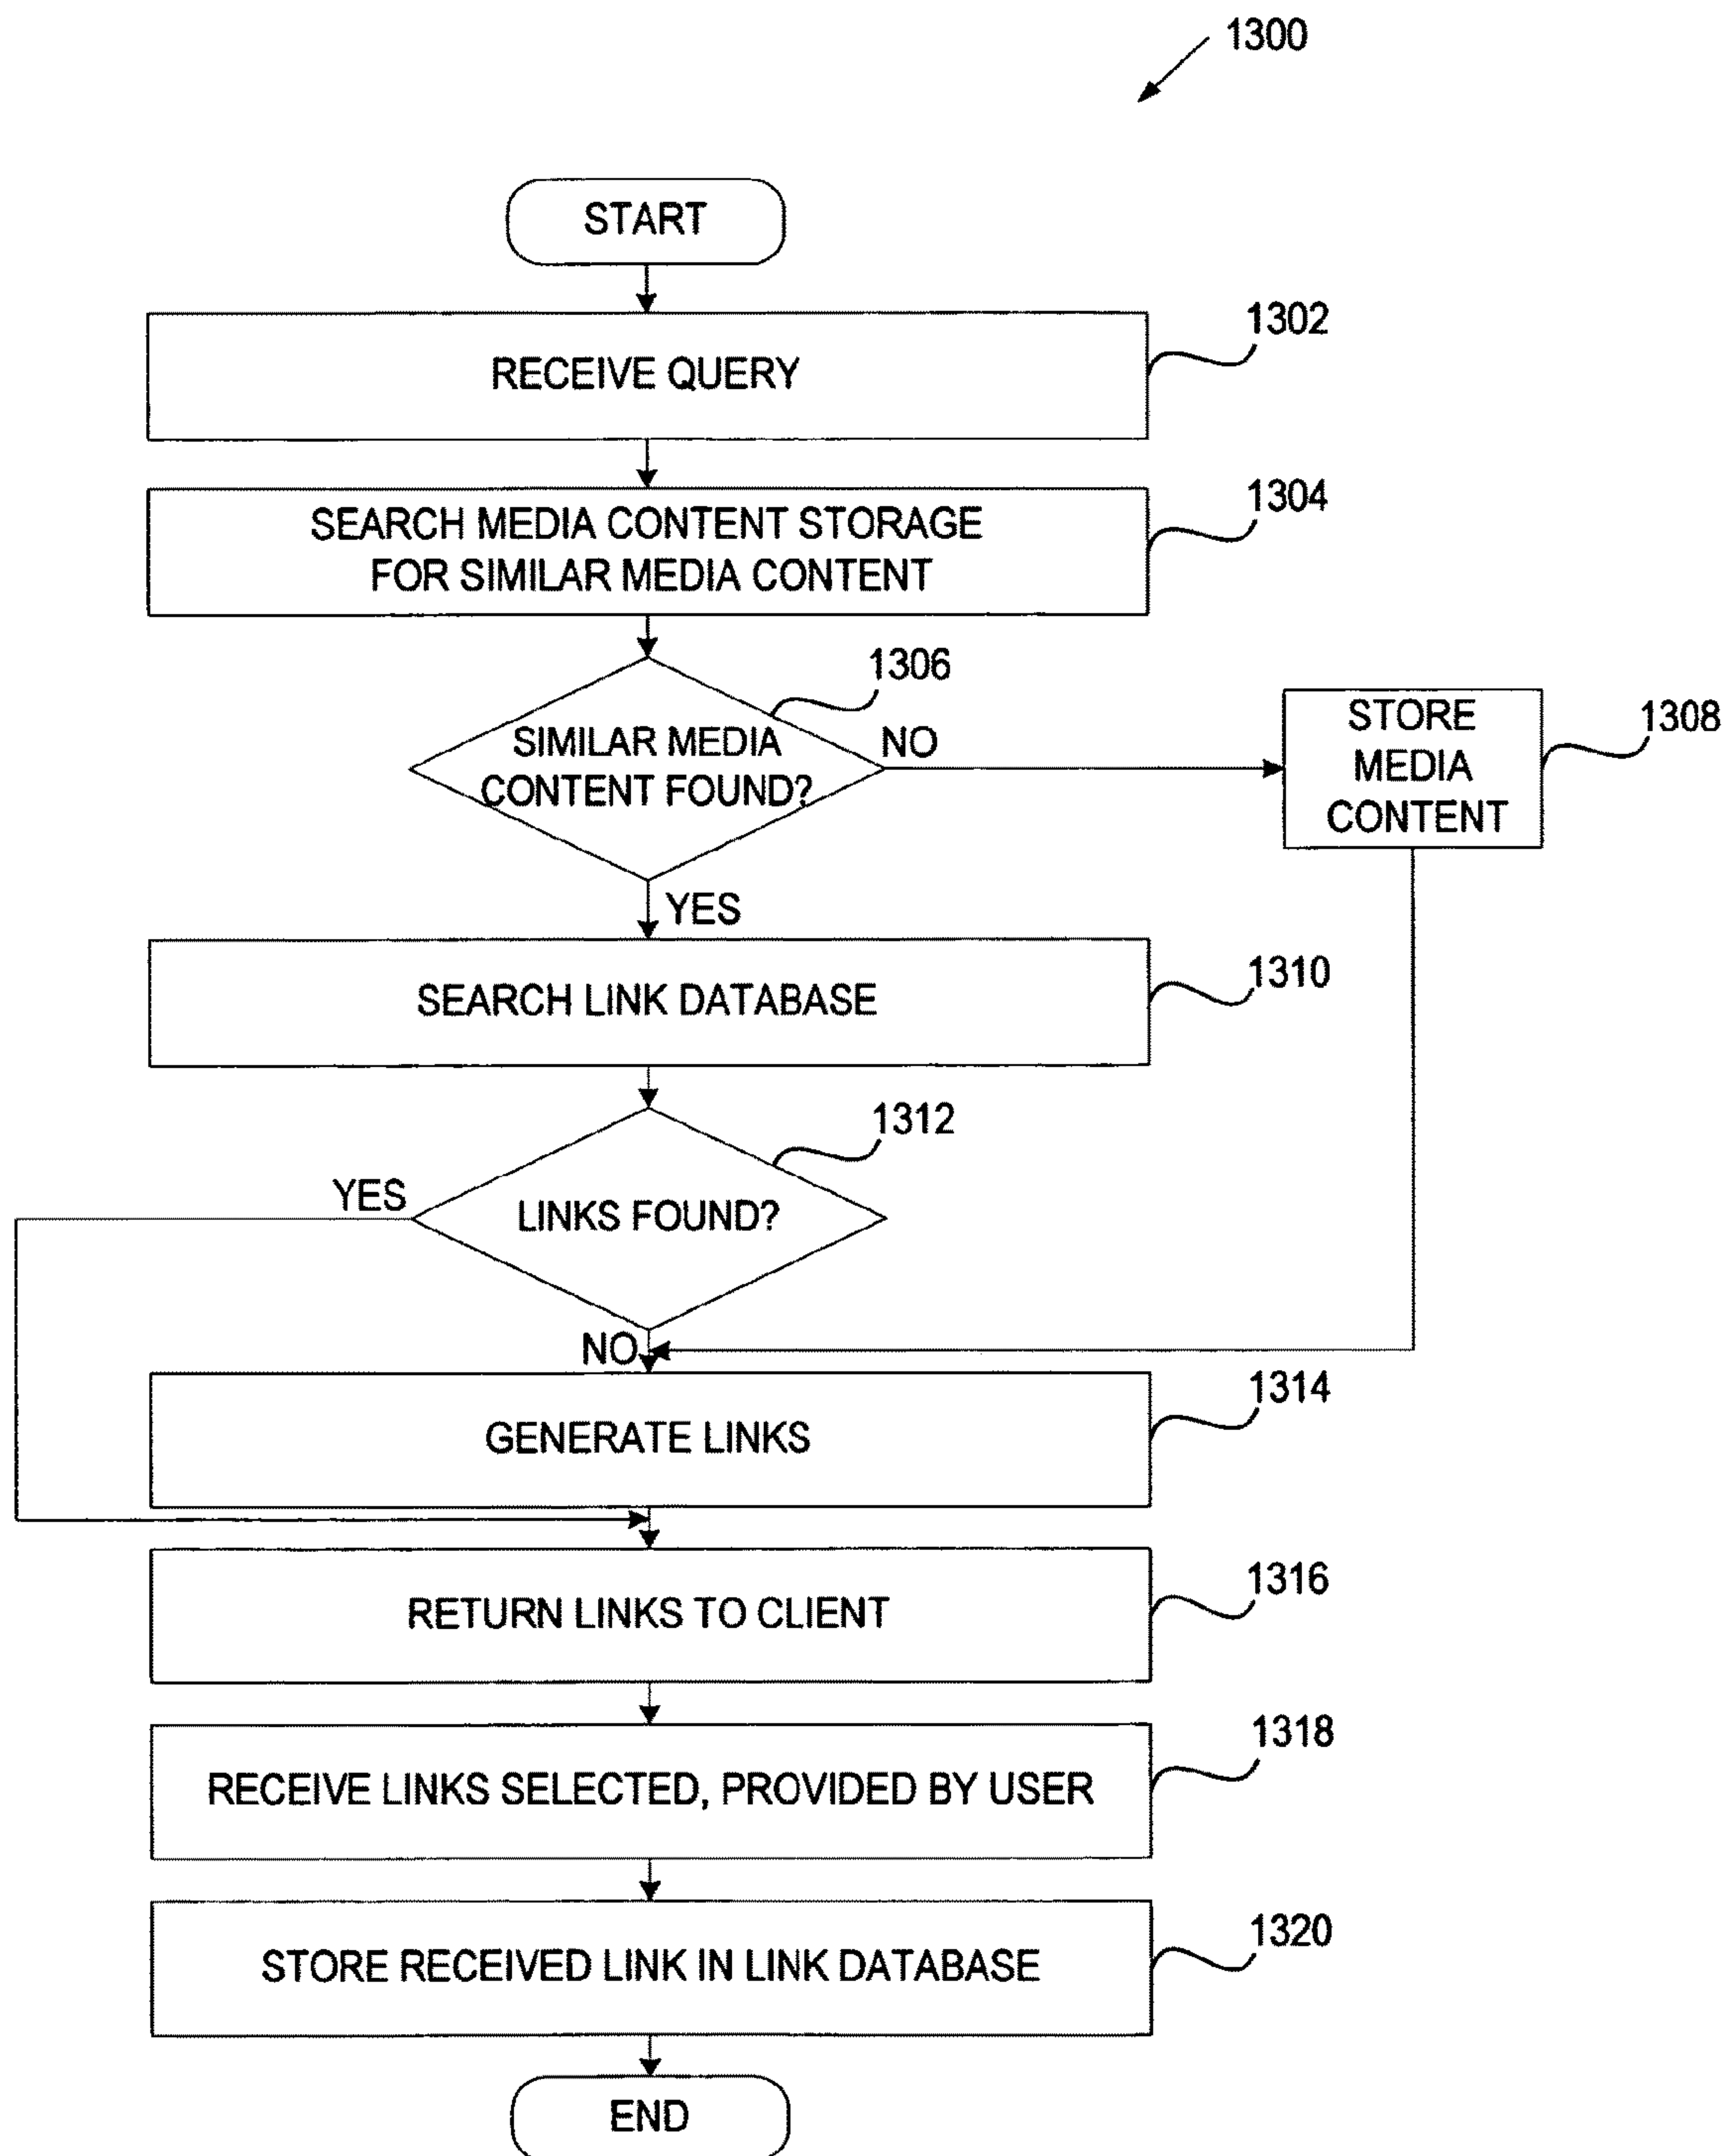 1300
START
RECEIVE QUERY
1302
SEARCH MEDIA CONTENT STORAGE
FOR SIMILAR MEDIA CONTENT
1304
1306
SIMILAR MEDIA
CONTENT FOUND?
NO
STORE
MEDIA
CONTENT
1308
YES
SEARCH LINK DATABASE
1310
1312
YES
LINKS FOUND?
NO
GENERATE LINKS
1314
RETURN LINKS TO CLIENT
1316
RECEIVE LINKS SELECTED, PROVIDED BY USER
1318
STORE RECEIVED LINK IN LINK DATABASE
1320
END